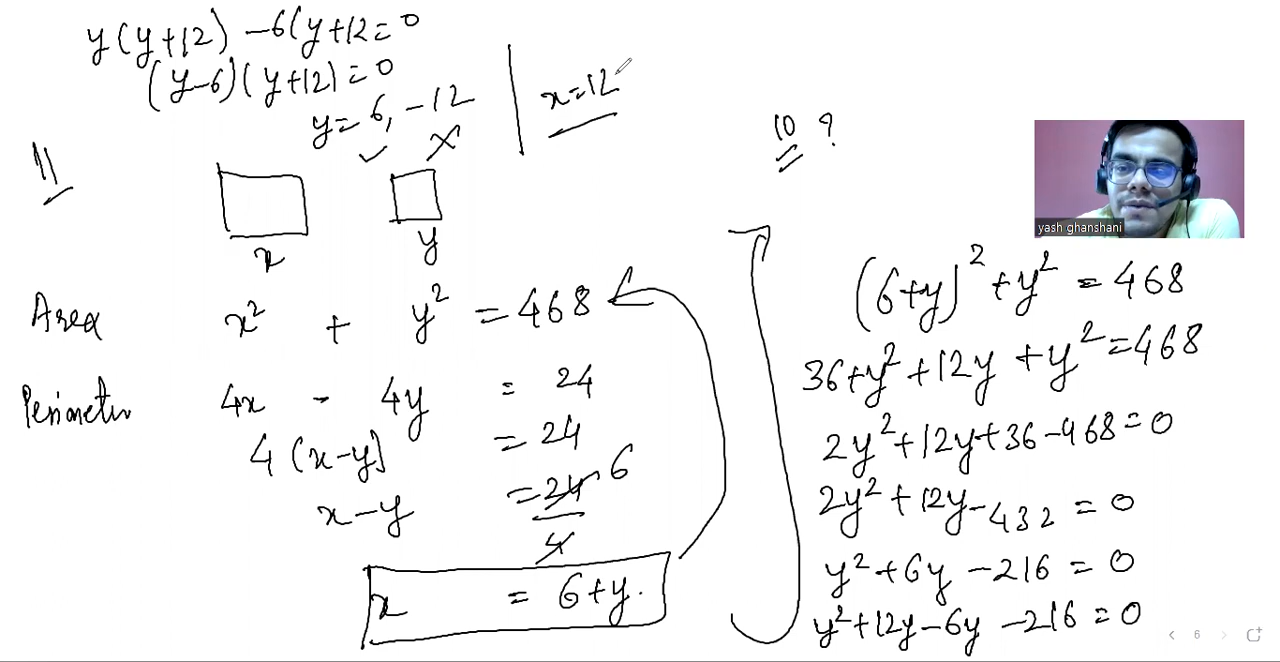 y(y+12) -6(y+12=0
(y-6)(y+12)=0
y=6,-12
x=12
10 ?
11
x
y
Area x² + y² =468
Perimeter 4x - 4y = 24
4(x-y) =24
x-y =24 6
4
x = 6+y.
(6+y)²+y² =468
36+y²+12y+y²=468
2y²+12y+36-468=0
2y²+12y-432 = 0
y²+6y -216 = 0
y²+12y-6y -216=0
yash ghanshani
6